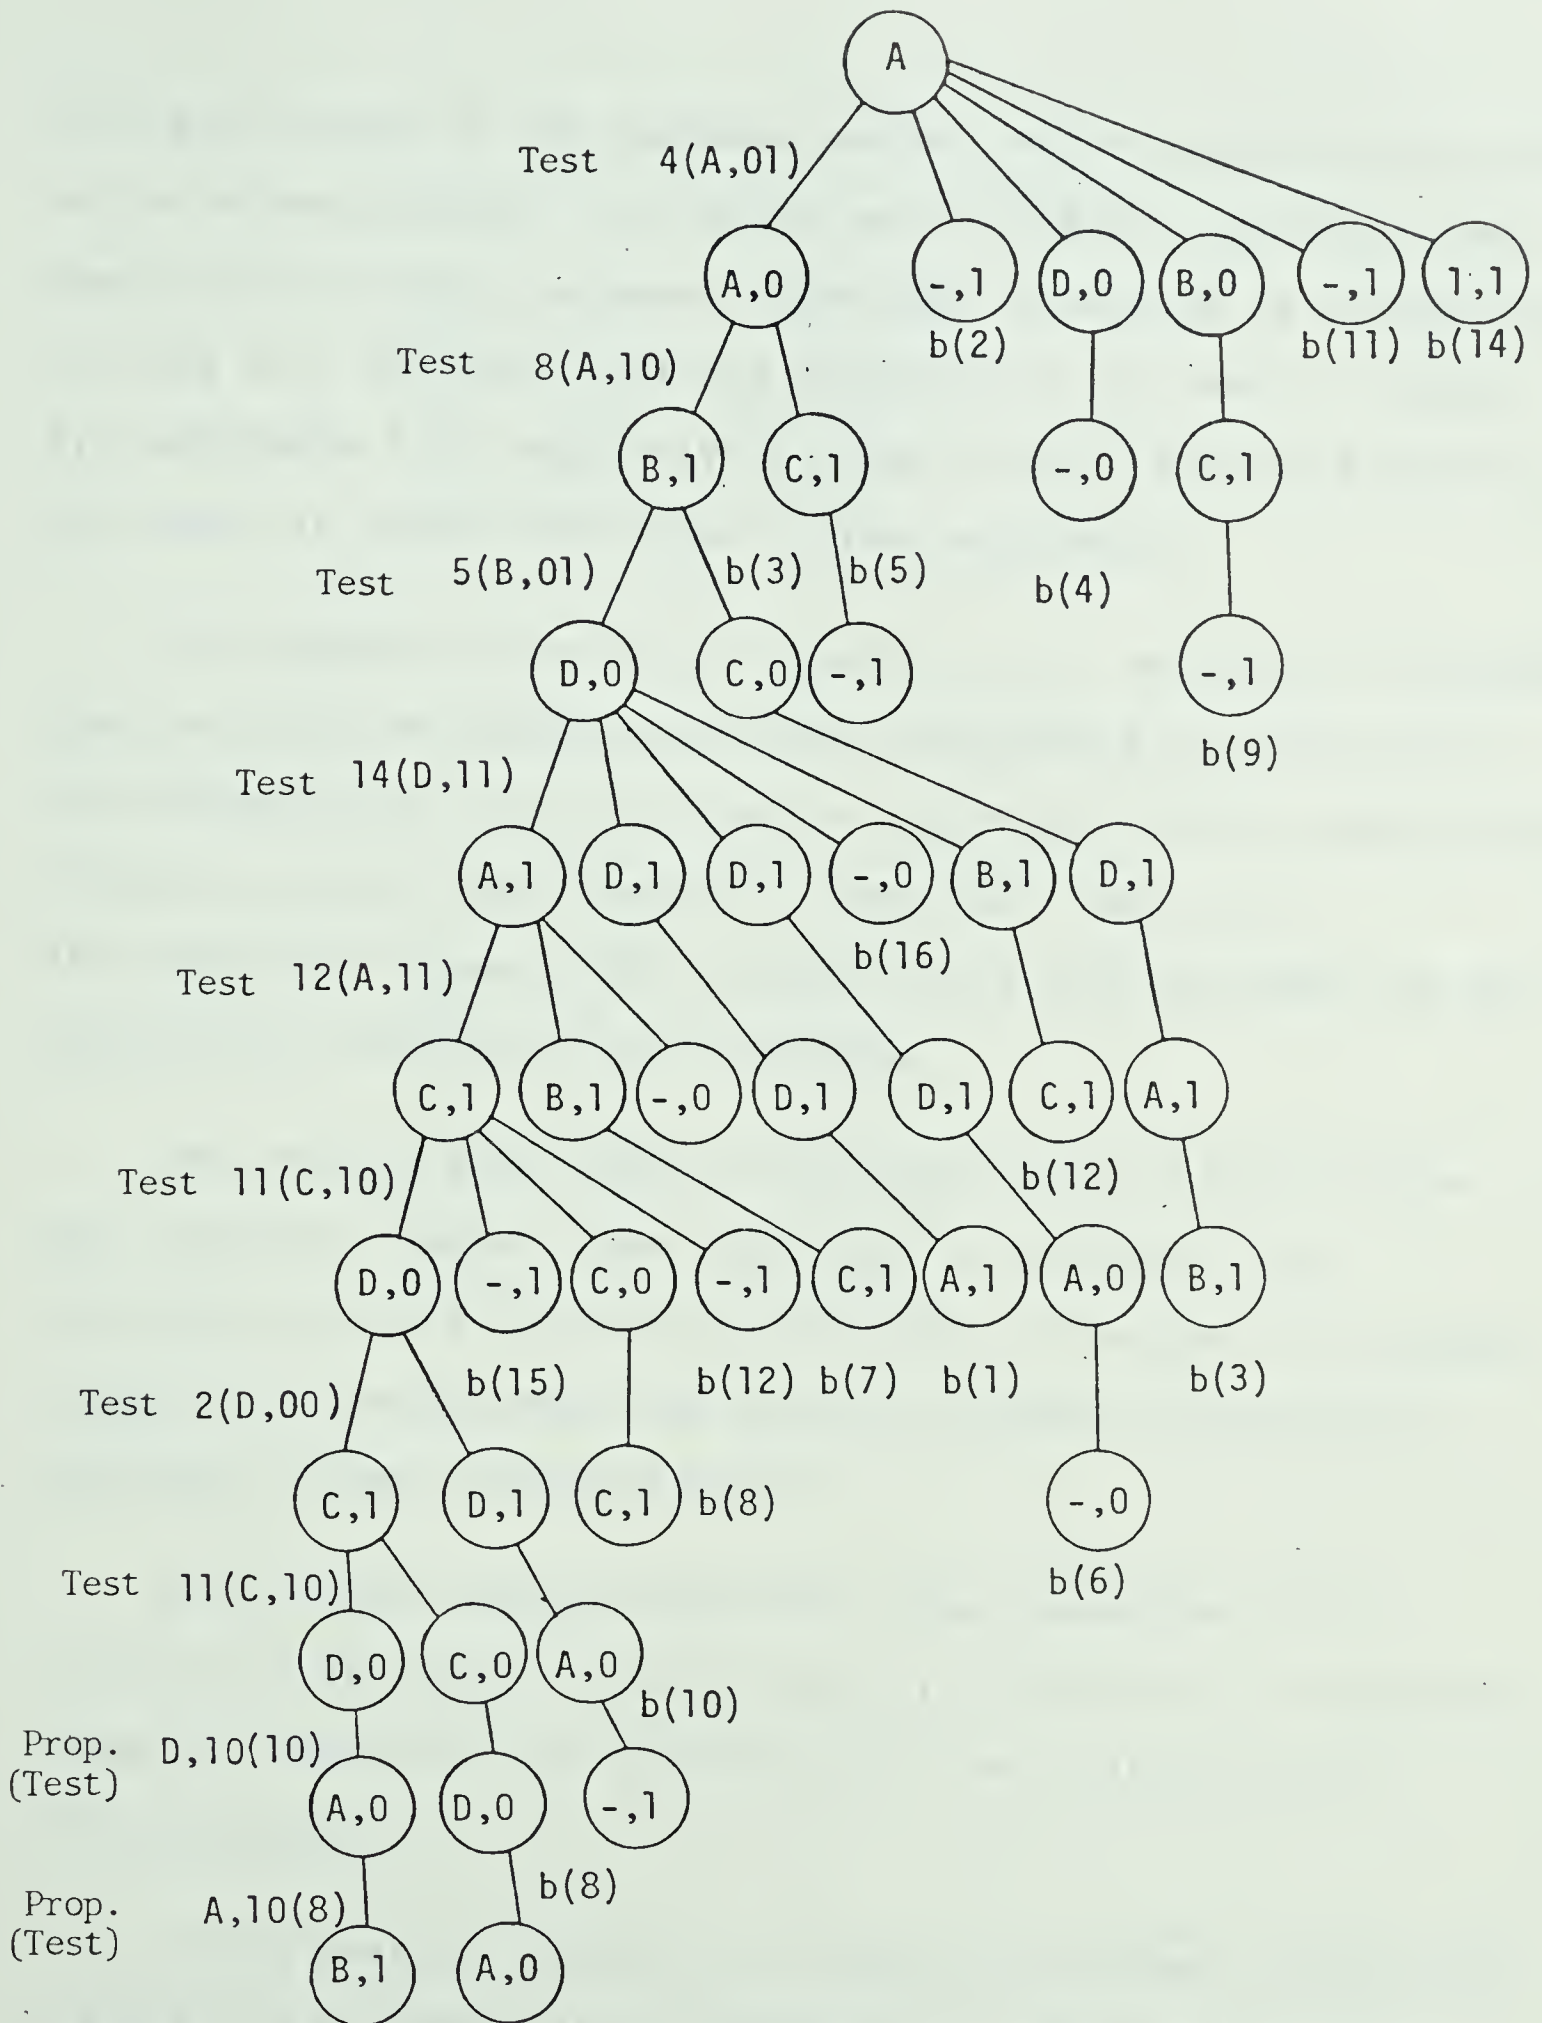 A
Test 4(A,01)
A,0 -,1 D,0 B,0 -,1 1,1
b(2) b(11) b(14)
Test 8(A,10)
B,1 C,1 -,0 C,1
Test 5(B,01) b(3) b(5) b(4)
D,0 C,0 -,1 -,1
b(9)
Test 14(D,11)
A,1 D,1 D,1 -,0 B,1 D,1
b(16)
Test 12(A,11)
C,1 B,1 -,0 D,1 D,1 C,1 A,1
Test 11(C,10) b(12)
D,0 -,1 C,0 -,1 C,1 A,1 A,0 B,1
b(15) b(12) b(7) b(1) b(3)
Test 2(D,00)
C,1 D,1 C,1 b(8) -,0
Test 11(C,10) b(6)
D,0 C,0 A,0
b(10)
Prop. D,10(10)
(Test)
A,0 D,0 -,1
b(8)
Prop. A,10(8)
(Test)
B,1 A,0